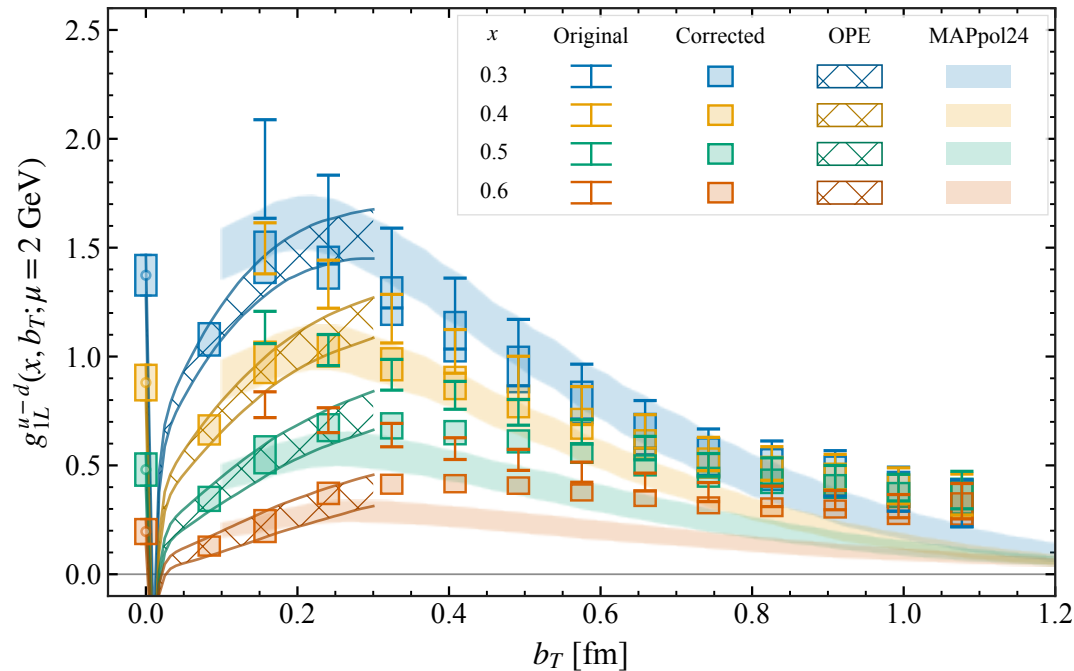 x Original Corrected OPE MAPpol24
0.3
0.4
0.5
0.6
g_{1L}^{u−d}(x, b_T; μ = 2 GeV)
2.5
2.0
1.5
1.0
0.5
0.0
0.0 0.2 0.4 0.6 0.8 1.0 1.2
b_T [fm]